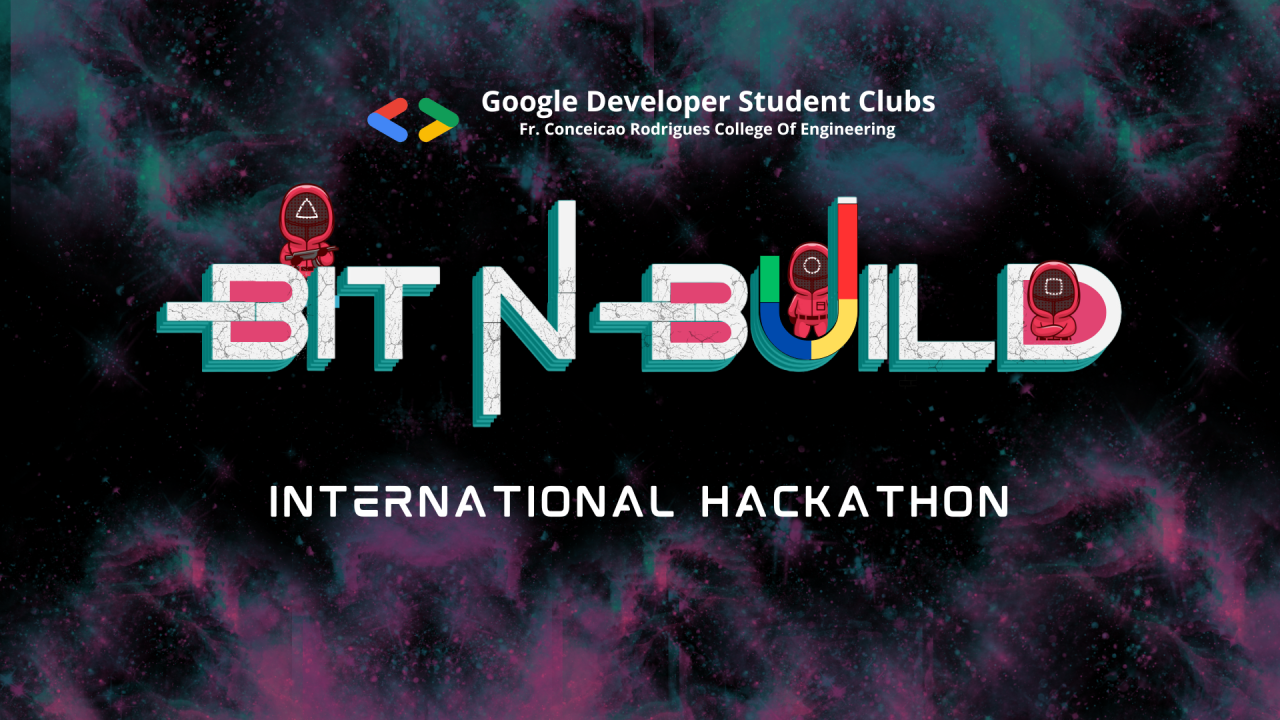 Google Developer Student Clubs
Fr. Conceicao Rodrigues College Of Engineering
BIT N BUILD
INTERNATIONAL HACKATHON